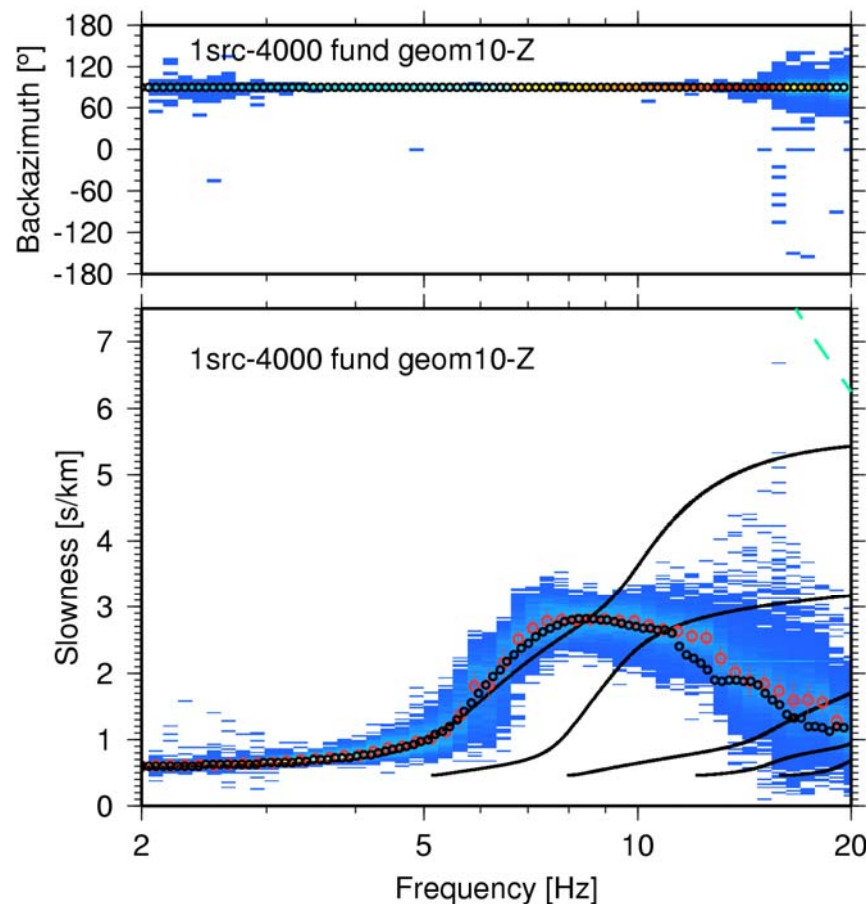 180
120
60
0
-60
-120
-180
Backazimuth [º]
1src-4000 fund geom10-Z
7
6
5
4
3
2
1
0
Slowness [s/km]
1src-4000 fund geom10-Z
2 5 10 20
Frequency [Hz]